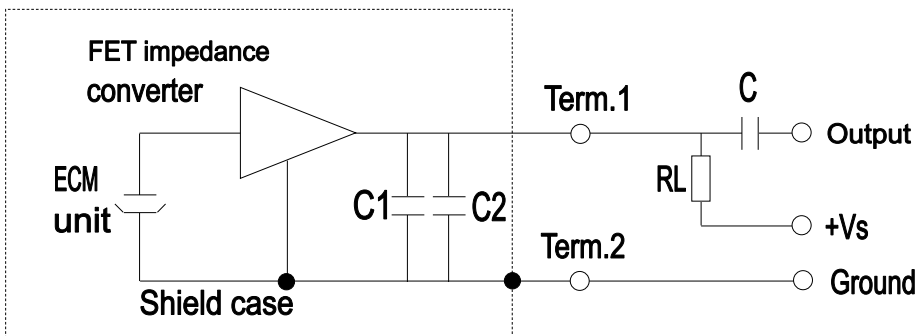 FET impedance
converter
ECM
unit
C1
C2
Shield case
Term.1
Term.2
C
RL
Output
+Vs
Ground